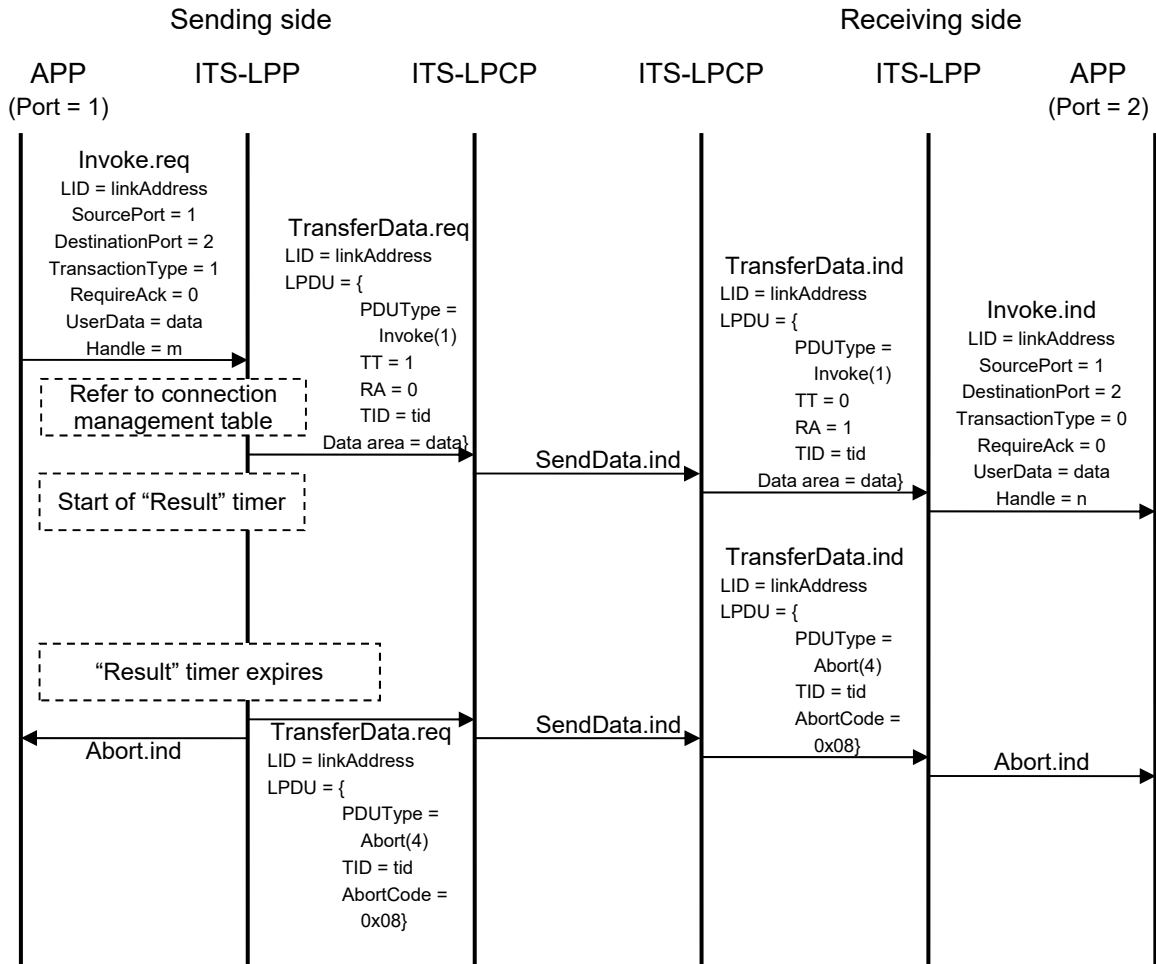 Sending side
Receiving side
APP
(Port = 1)
ITS-LPP
ITS-LPCP
ITS-LPCP
ITS-LPP
APP
(Port = 2)
Invoke.req
LID = linkAddress
SourcePort = 1
DestinationPort = 2
TransactionType = 1
RequireAck = 0
UserData = data
Handle = m
Refer to connection
management table
TransferData.req
LID = linkAddress
LPDU = {
PDUType =
Invoke(1)
TT = 1
RA = 0
TID = tid
Data area = data}
Start of “Result” timer
SendData.ind
TransferData.ind
LID = linkAddress
LPDU = {
PDUType =
Invoke(1)
TT = 0
RA = 1
TID = tid
Data area = data}
Invoke.ind
LID = linkAddress
SourcePort = 1
DestinationPort = 2
TransactionType = 0
RequireAck = 0
UserData = data
Handle = n
“Result” timer expires
Abort.ind
TransferData.req
LID = linkAddress
LPDU = {
PDUType =
Abort(4)
TID = tid
AbortCode =
0x08}
SendData.ind
TransferData.ind
LID = linkAddress
LPDU = {
PDUType =
Abort(4)
TID = tid
AbortCode =
0x08}
Abort.ind